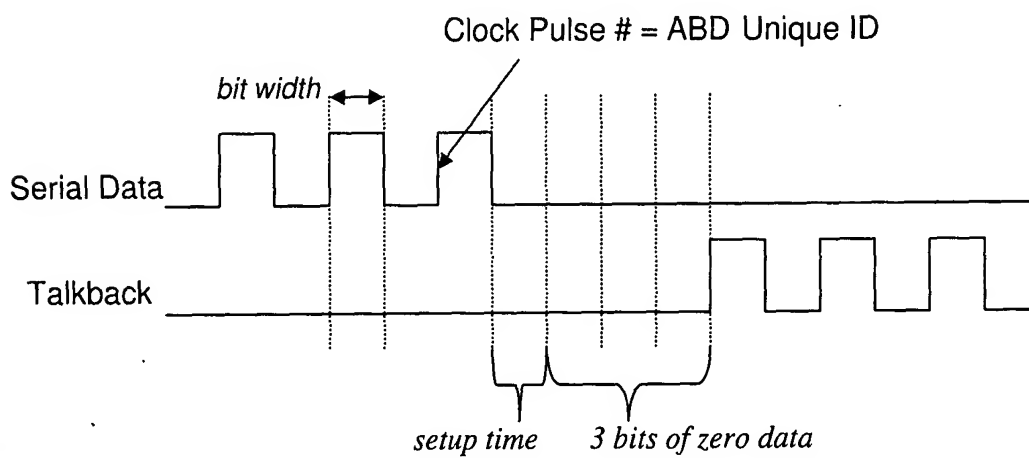 Clock Pulse # = ABD Unique ID
bit width
Serial Data
Talkback
setup time
3 bits of zero data